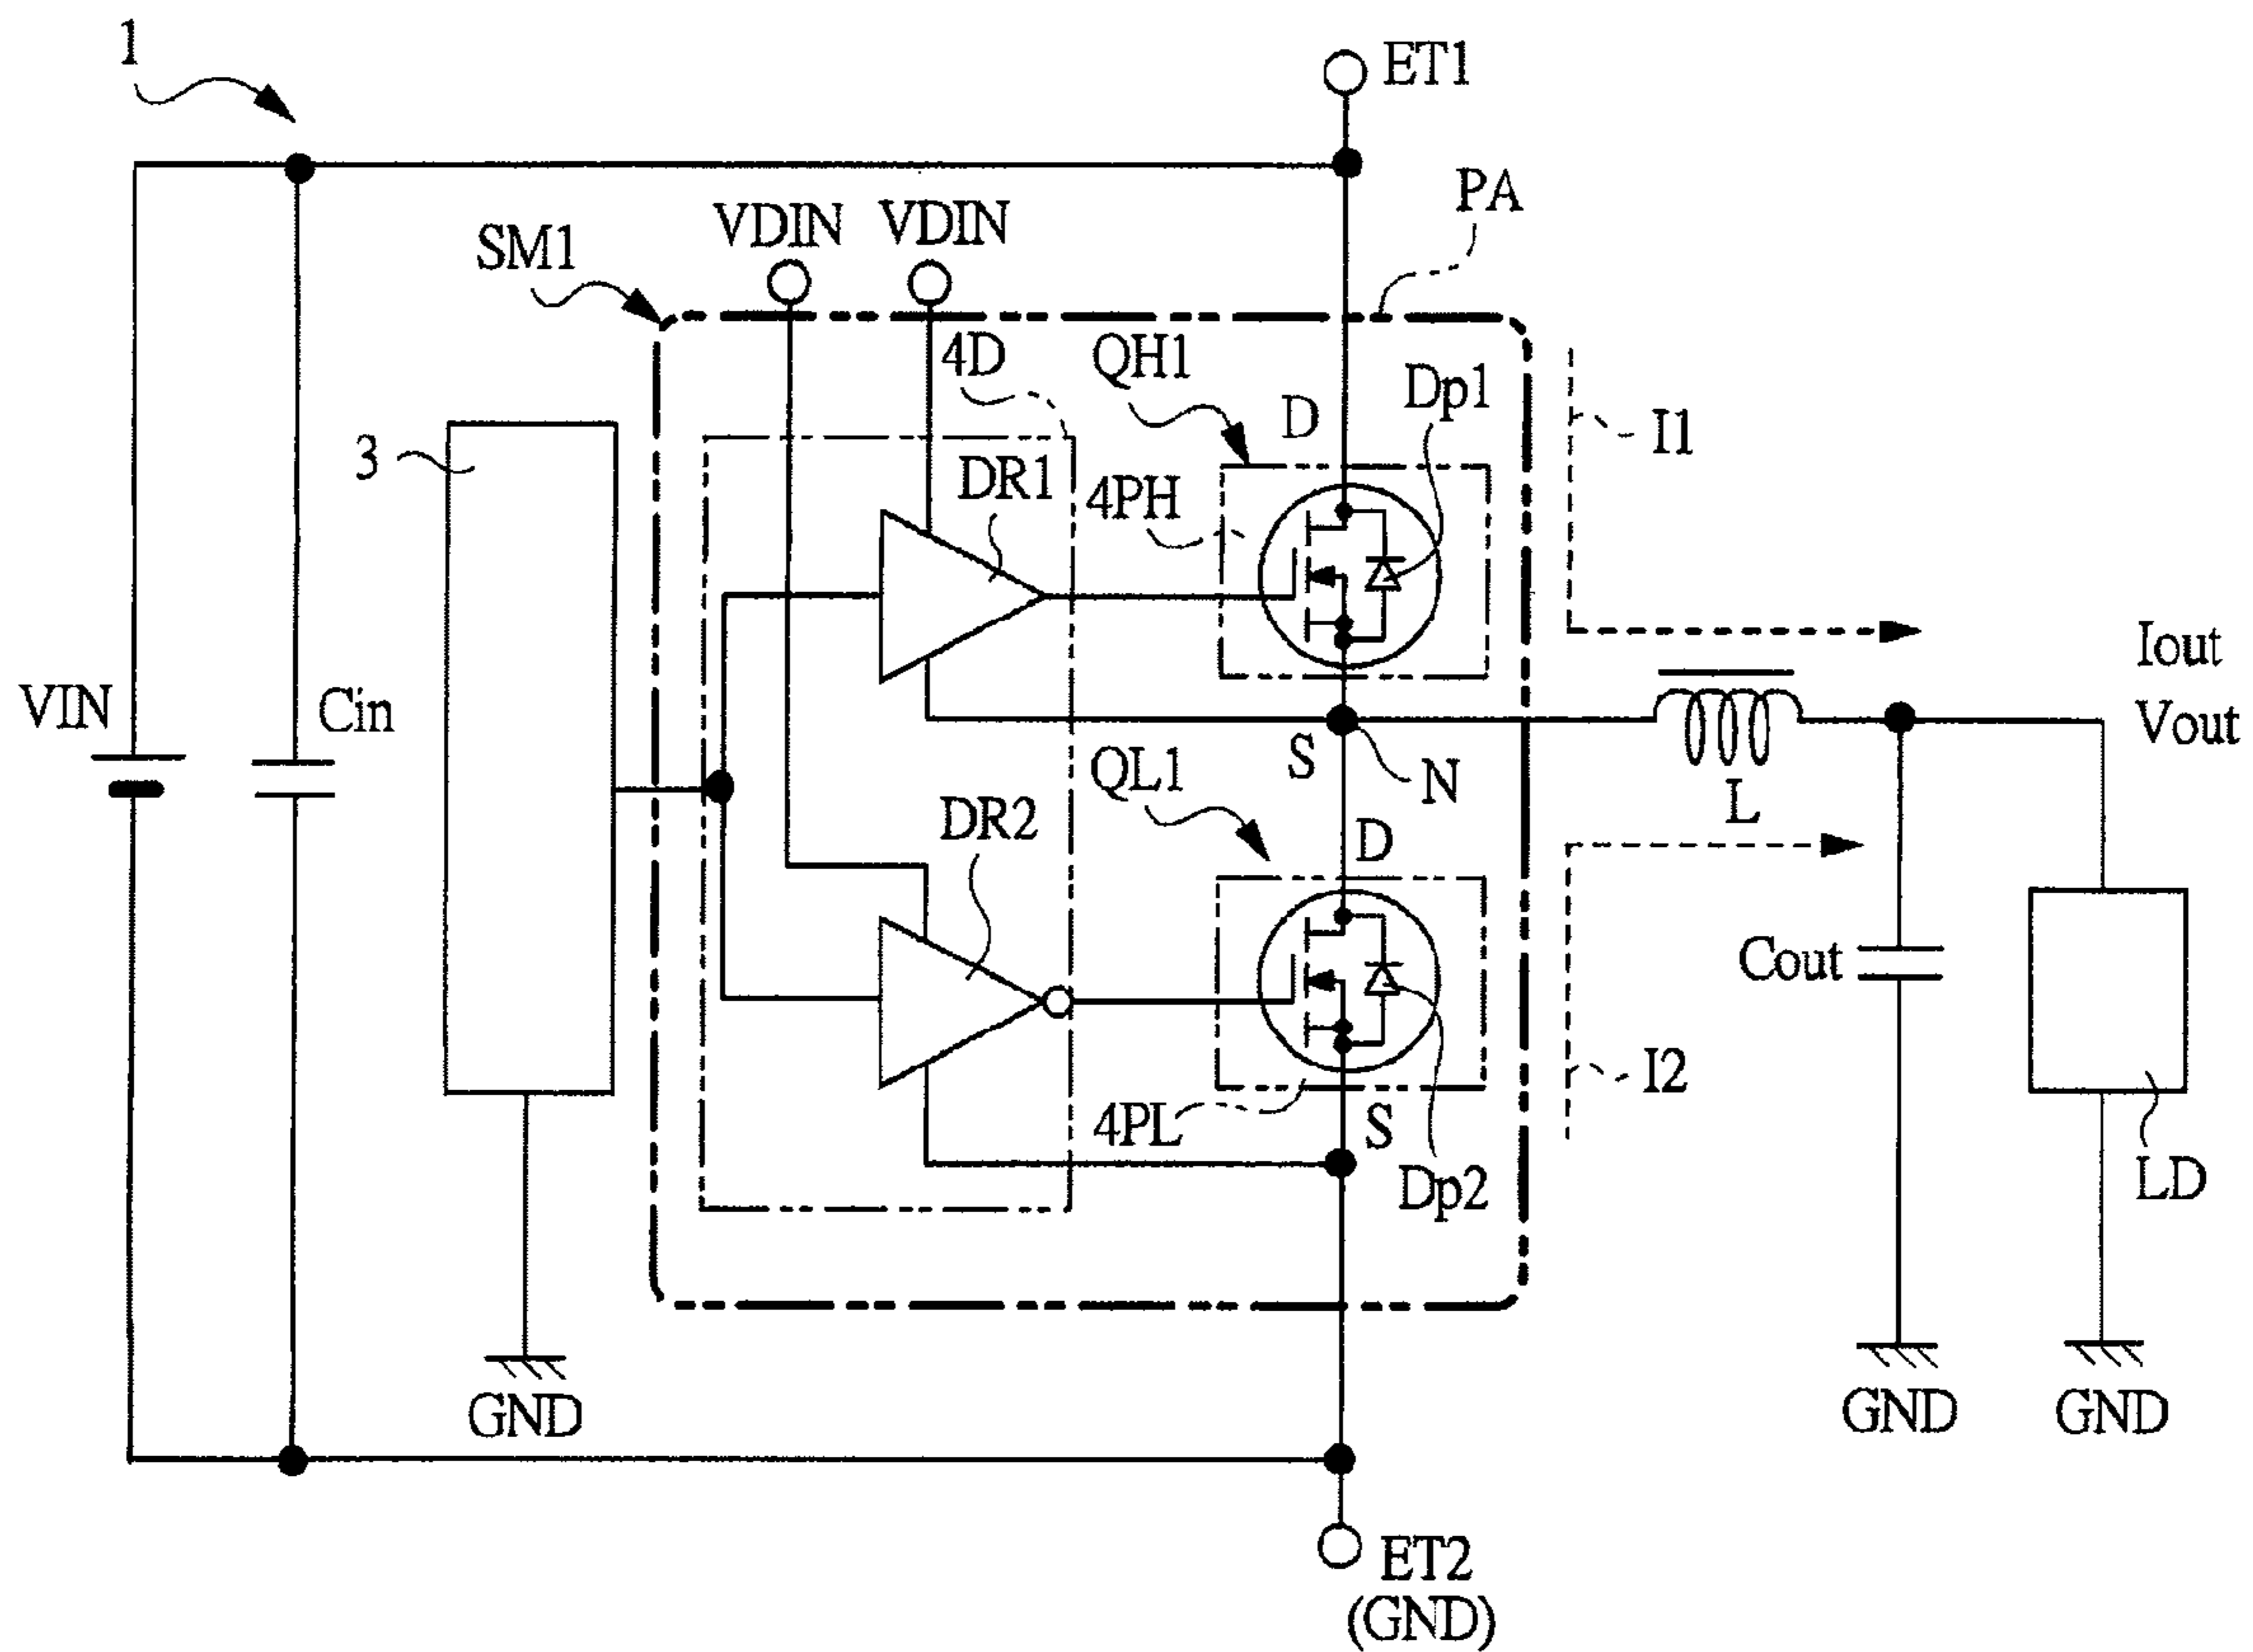 1
ET1
PA
VDIN
VDIN
SM1
4D
QH1
Dp1
D
I1
3
DR1
4PH
Iout
VIN
Cin
Vout
S
N
QL1
L
DR2
D
Cout
I2
4PL
S
LD
Dp2
GND
GND
GND
ET2
(GND)